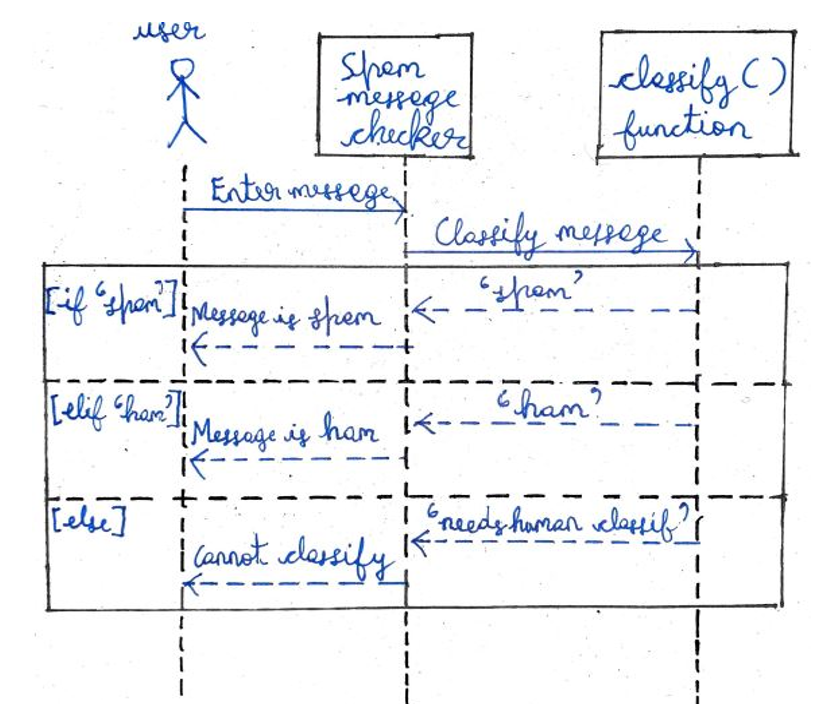 user
Spam
message
checker
classify()
function
Enter message
Classify message
[if 'spam']
'spam'
Message is spam
[elif 'ham']
'ham'
Message is ham
[else]
'needs human classif'
Cannot classify